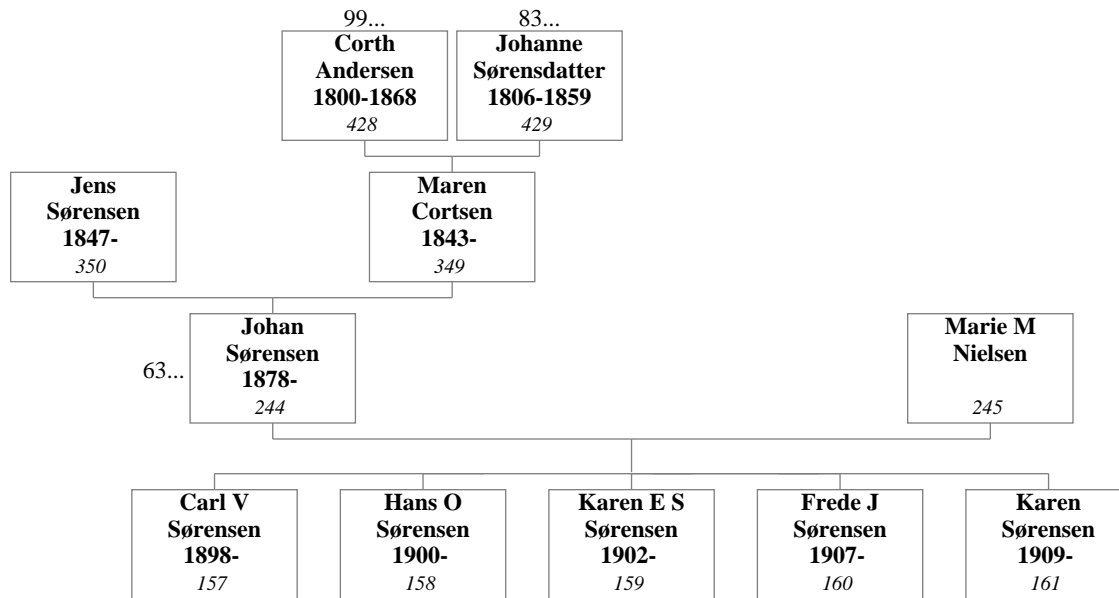 99...
Corth
Andersen
1800-1868
428
83...
Johanne
Sørensdatter
1806-1859
429
Jens
Sørensen
1847-
350
Maren
Cortsen
1843-
349
63...
Johan
Sørensen
1878-
244
Marie M
Nielsen
245
Carl V
Sørensen
1898-
157
Hans O
Sørensen
1900-
158
Karen E S
Sørensen
1902-
159
Frede J
Sørensen
1907-
160
Karen
Sørensen
1909-
161